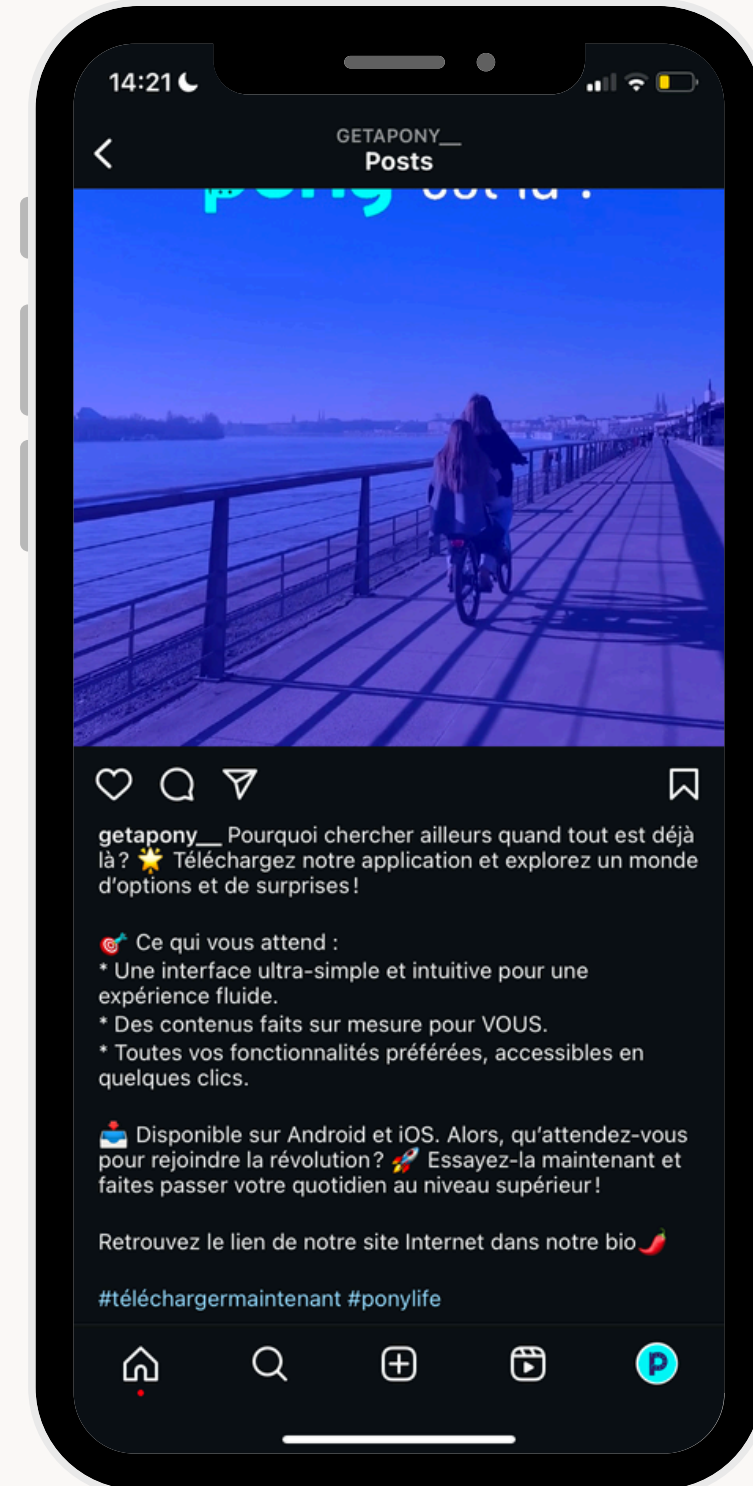 14:21
GETAPONY__
Posts
pony est là !
getapony__ Pourquoi chercher ailleurs quand tout est déjà
là ? 🌟 Téléchargez notre application et explorez un monde
d'options et de surprises !
🎯 Ce qui vous attend :
* Une interface ultra-simple et intuitive pour une
expérience fluide.
* Des contenus faits sur mesure pour VOUS.
* Toutes vos fonctionnalités préférées, accessibles en
quelques clics.
📥 Disponible sur Android et iOS. Alors, qu'attendez-vous
pour rejoindre la révolution ? 🚀 Essayez-la maintenant et
faites passer votre quotidien au niveau supérieur !
Retrouvez le lien de notre site Internet dans notre bio🌶️
#téléchargermaintenant #ponylife
p